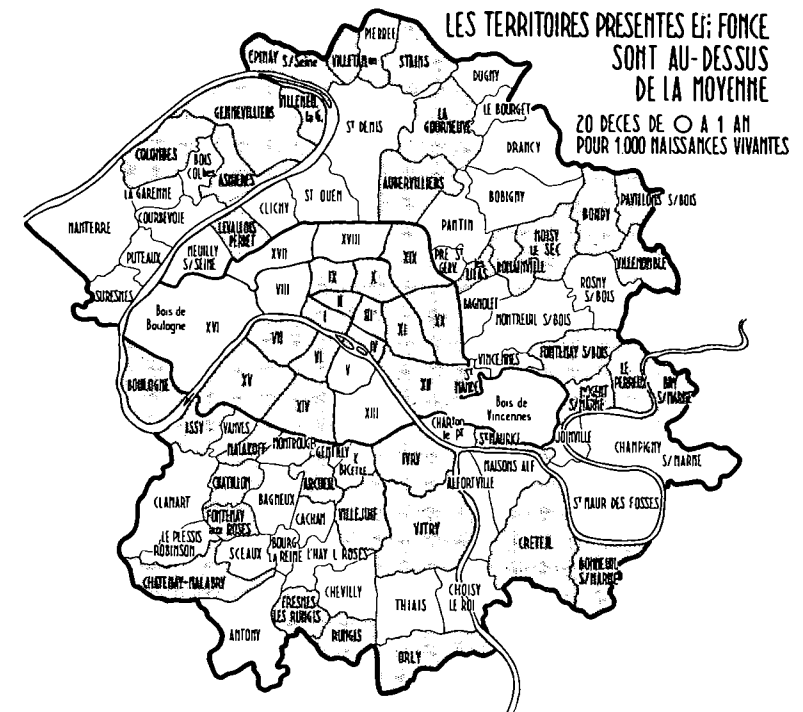 LES TERRITOIRES PRESENTES EN FONCE
SONT AU-DESSUS
DE LA MOYENNE
20 DECES DE O A 1 AN
POUR 1.000 NAISSANCES VIVANTES
EPINAY S/Seine
VILLETAneuse
PIERREF
STAINS
DUGNY
GENNEVILLIERS
VILLENEUVE
la G.
ST DENIS
LA
COURNEUVE
LE BOURGET
DRANCY
COLOMBES
BOIS
COLbes
ASNIERES
LA GARENNE
COURBEVOIE
NANTERRE
CLICHY
ST OUEN
AUBERVILLIERS
BOBIGNY
BONDY
PAVILLONS S/BOIS
PUTEAUX
NEUILLY
S/SEINE
LEVALLOIS
PERRET
XVII
XVIII
XIX
PANTIN
PRE ST
GERV.
LILAS
ROMAINVILLE
NOISY
LE SEC
VILLEMOMBLE
SURESNES
VIII
IX
X
BAGNOLET
ROSNY
S/BOIS
Bois de
Boulogne
XVI
I
II
III
XI
XX
MONTREUIL S/BOIS
VII
VI
IV
V
BOULOGNE
XV
XIV
XIII
XII
ST
MANDE
VINCENNES
FONTENAY S/BOIS
Bois de
Vincennes
NOGENT
S/MARNE
LE
PERREUX
BRY
S/MARNE
ISSY
VANVES
MALAKOFF
MONTROUGE
GENTILLY
K
BICETRE
IVRY
CHARton
le pt
ST MAURICE
JOINVILLE
CHAMPIGNY
S/MARNE
CLAMART
CHATILLON
BAGNEUX
ARCUEIL
CACHAN
VILLEJUIF
ALFORTVILLE
MAISONS ALF
ST MAUR DES FOSSES
FONTENAY
aux ROSES
LE PLESSIS
ROBINSON
SCEAUX
BOURG
LA REINE
L'HAY L ROSES
VITRY
CRETEIL
BONNEUIL
S/MARNE
CHATENAY-MALABRY
FRESNES
LES RUNGIS
CHEVILLY
THIAIS
CHOISY
LE ROI
ANTONY
RUNGIS
ORLY